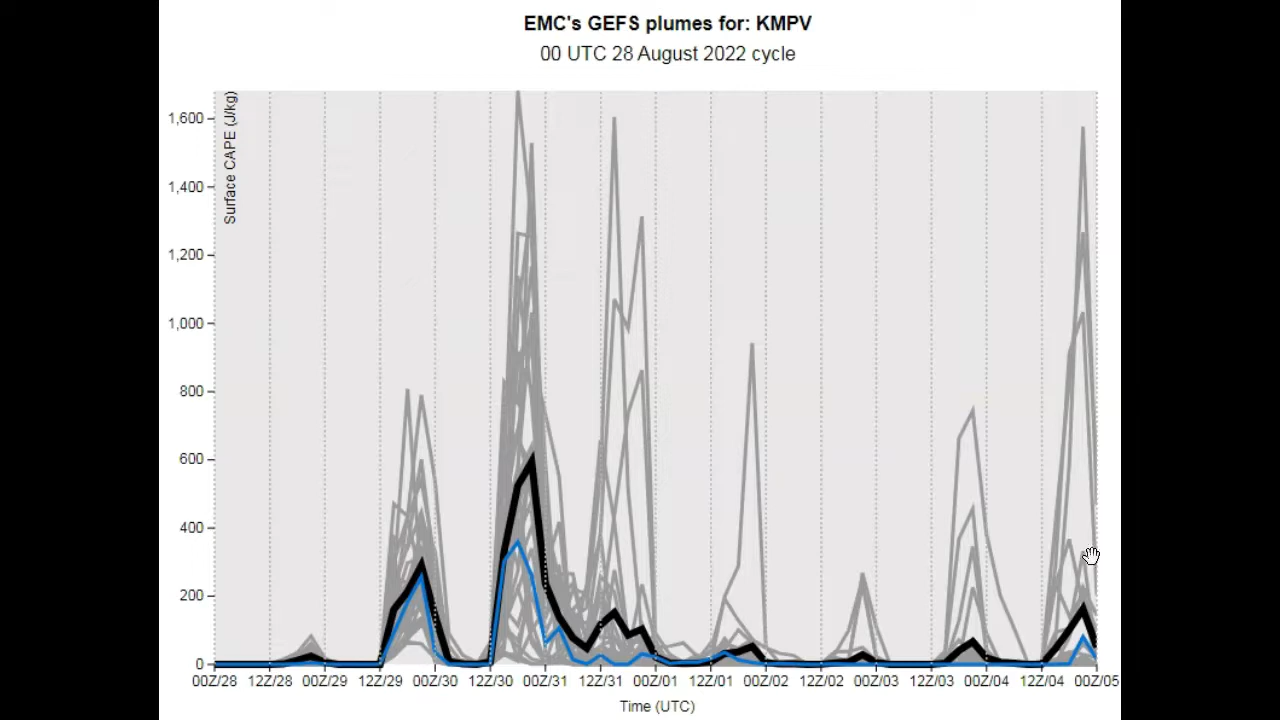 EMC's GEFS plumes for: KMPV
00 UTC 28 August 2022 cycle
Surface CAPE (J/kg)
1,600
1,400
1,200
1,000
800
600
400
200
0
00Z/28 12Z/28 00Z/29 12Z/29 00Z/30 12Z/30 00Z/31 12Z/31 00Z/01 12Z/01 00Z/02 12Z/02 00Z/03 12Z/03 00Z/04 12Z/04 00Z/05
Time (UTC)